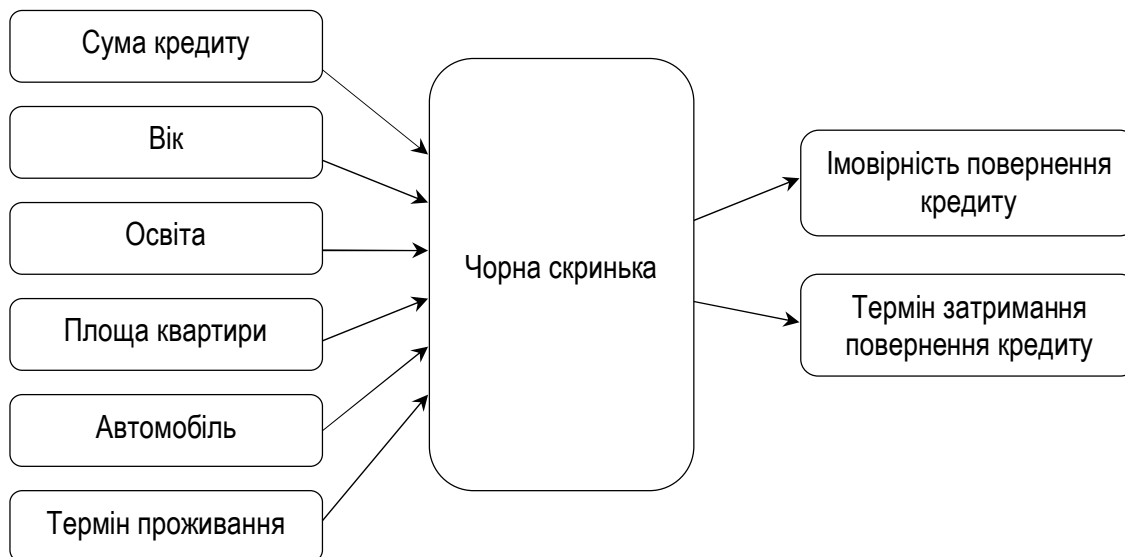 Сума кредиту
Вік
Освіта
Площа квартири
Автомобіль
Термін проживання
Чорна скринька
Імовірність повернення
кредиту
Термін затримання
повернення кредиту